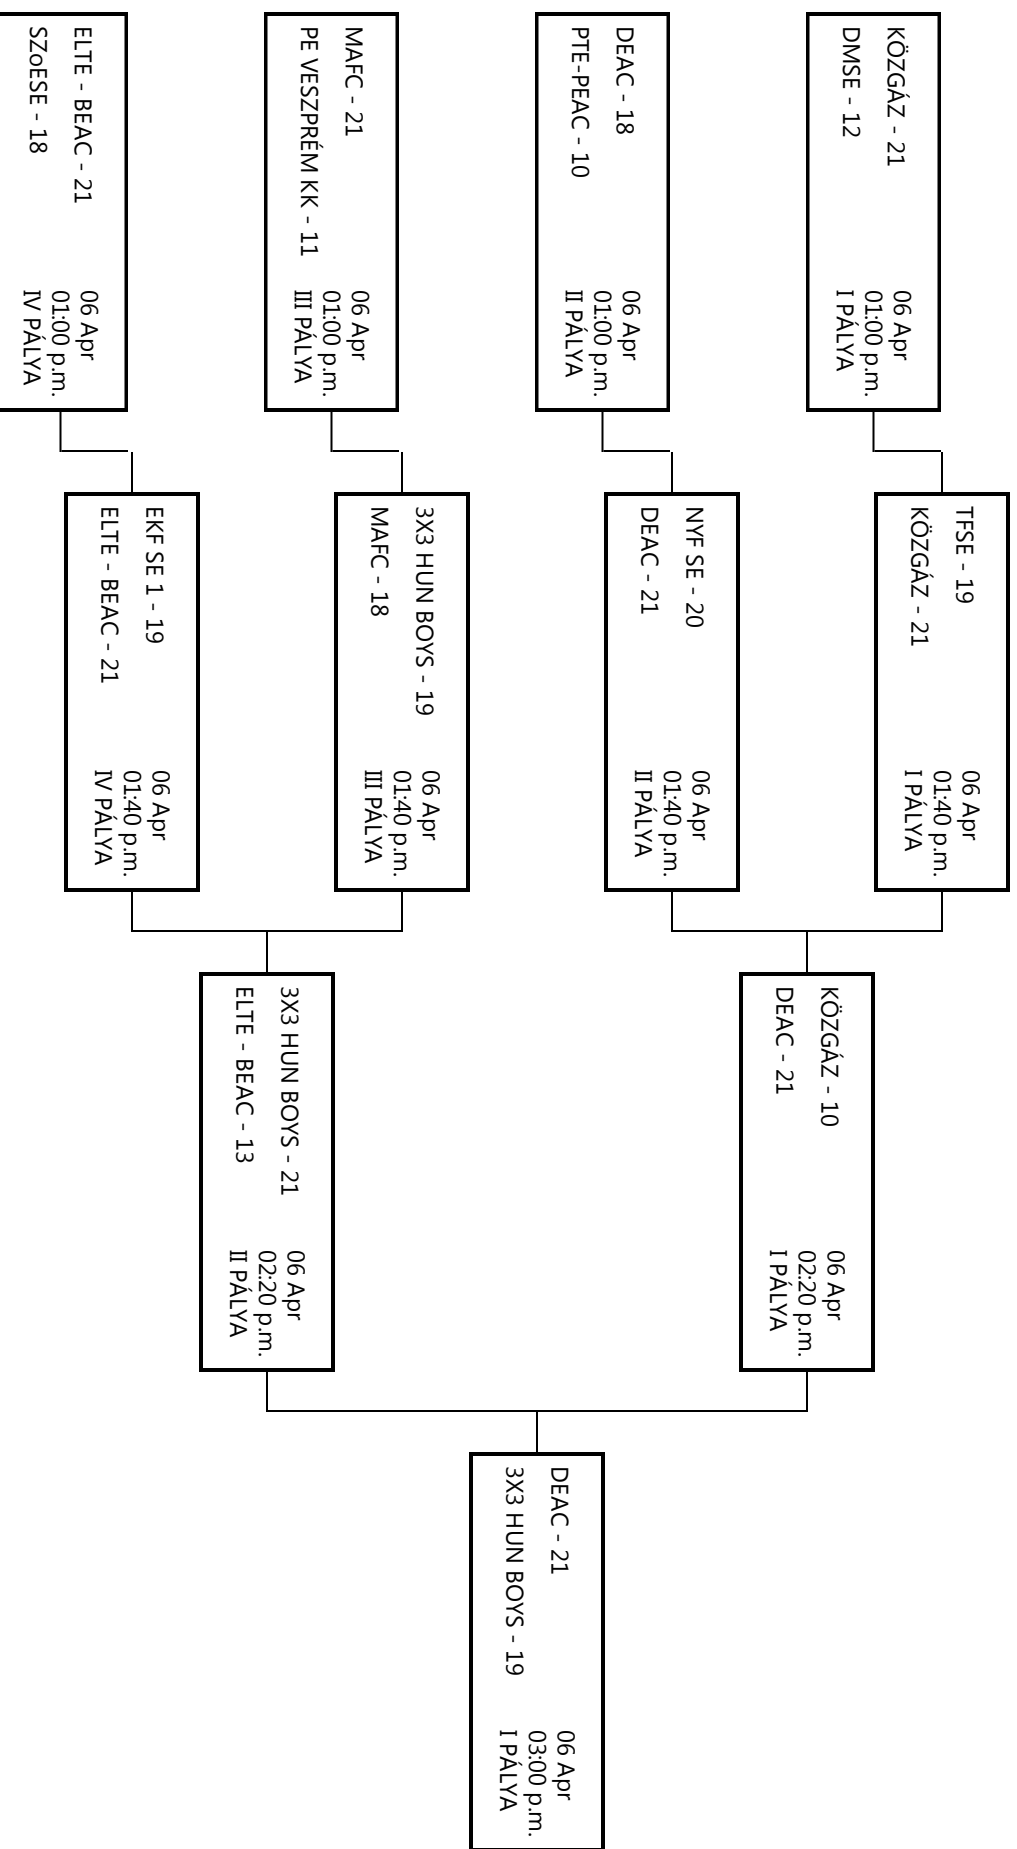 KÖZGÁZ - 21
DMSE - 12
06 Apr
01:00 p.m.
I PÁLYA
DEAC - 18
PTE-PEAC - 10
06 Apr
01:00 p.m.
II PÁLYA
MAFC - 21
PE VESZPRÉM KK - 11
06 Apr
01:00 p.m.
III PÁLYA
ELTE - BEAC - 21
SZoESE - 18
06 Apr
01:00 p.m.
IV PÁLYA
TFSE - 19
KÖZGÁZ - 21
06 Apr
01:40 p.m.
I PÁLYA
NYF SE - 20
DEAC - 21
06 Apr
01:40 p.m.
II PÁLYA
3X3 HUN BOYS - 19
MAFC - 18
06 Apr
01:40 p.m.
III PÁLYA
EKF SE 1 - 19
ELTE - BEAC - 21
06 Apr
01:40 p.m.
IV PÁLYA
KÖZGÁZ - 10
DEAC - 21
06 Apr
02:20 p.m.
I PÁLYA
3X3 HUN BOYS - 21
ELTE - BEAC - 13
06 Apr
02:20 p.m.
II PÁLYA
DEAC - 21
3X3 HUN BOYS - 19
06 Apr
03:00 p.m.
I PÁLYA